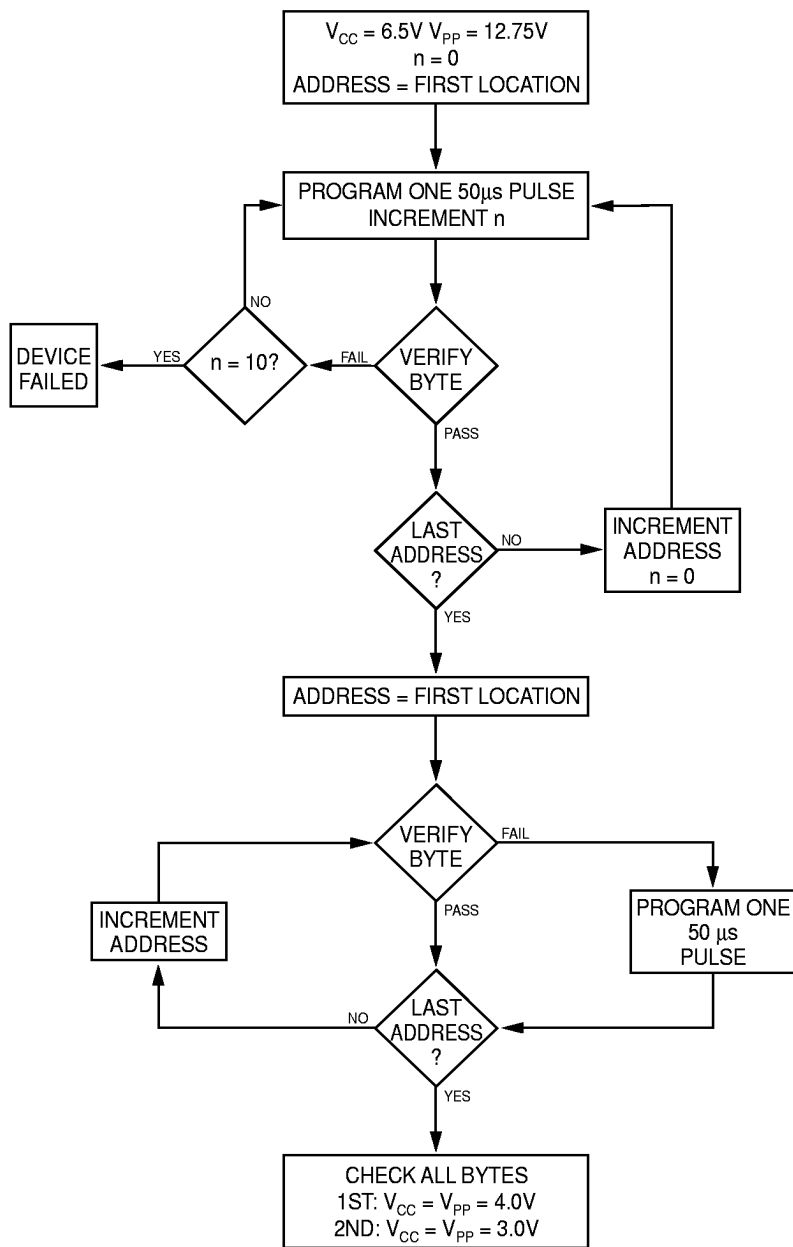 V_CC = 6.5V V_PP = 12.75V
n = 0
ADDRESS = FIRST LOCATION
PROGRAM ONE 50μs PULSE
INCREMENT n
NO
DEVICE
FAILED
YES
n = 10?
FAIL
VERIFY
BYTE
PASS
LAST
ADDRESS
?
NO
INCREMENT
ADDRESS
n = 0
YES
ADDRESS = FIRST LOCATION
VERIFY
BYTE
FAIL
PASS
INCREMENT
ADDRESS
PROGRAM ONE
50 μs
PULSE
NO
LAST
ADDRESS
?
YES
CHECK ALL BYTES
1ST: V_CC = V_PP = 4.0V
2ND: V_CC = V_PP = 3.0V